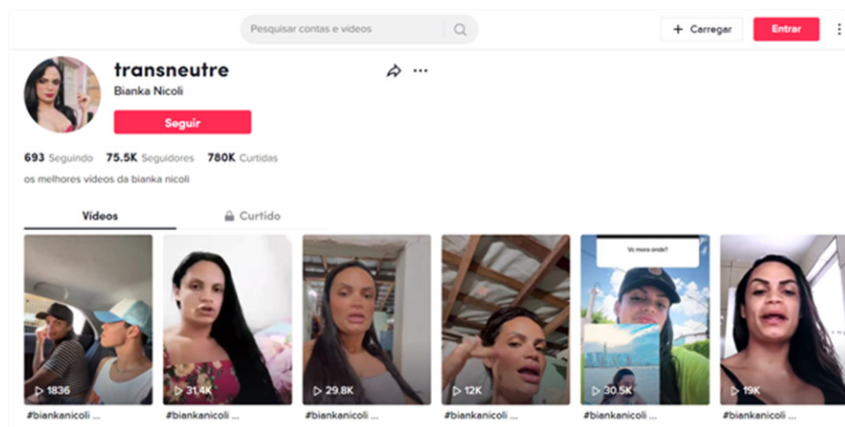 Pesquisar contas e vídeos
+ Carregar
Entrar
transneutre
Bianka Nicoli
Seguir
693 Seguindo 75.5K Seguidores 780K Curtidas
os melhores vídeos da bianka nicoli
Vídeos
Curtido
Vc mora onde?
1836
31.4K
29.8K
12K
30.5K
19K
#biankanicoli ...
#biankanicoli ...
#biankanicoli ...
#biankanicoli ...
#biankanicoli ...
#biankanicoli ...